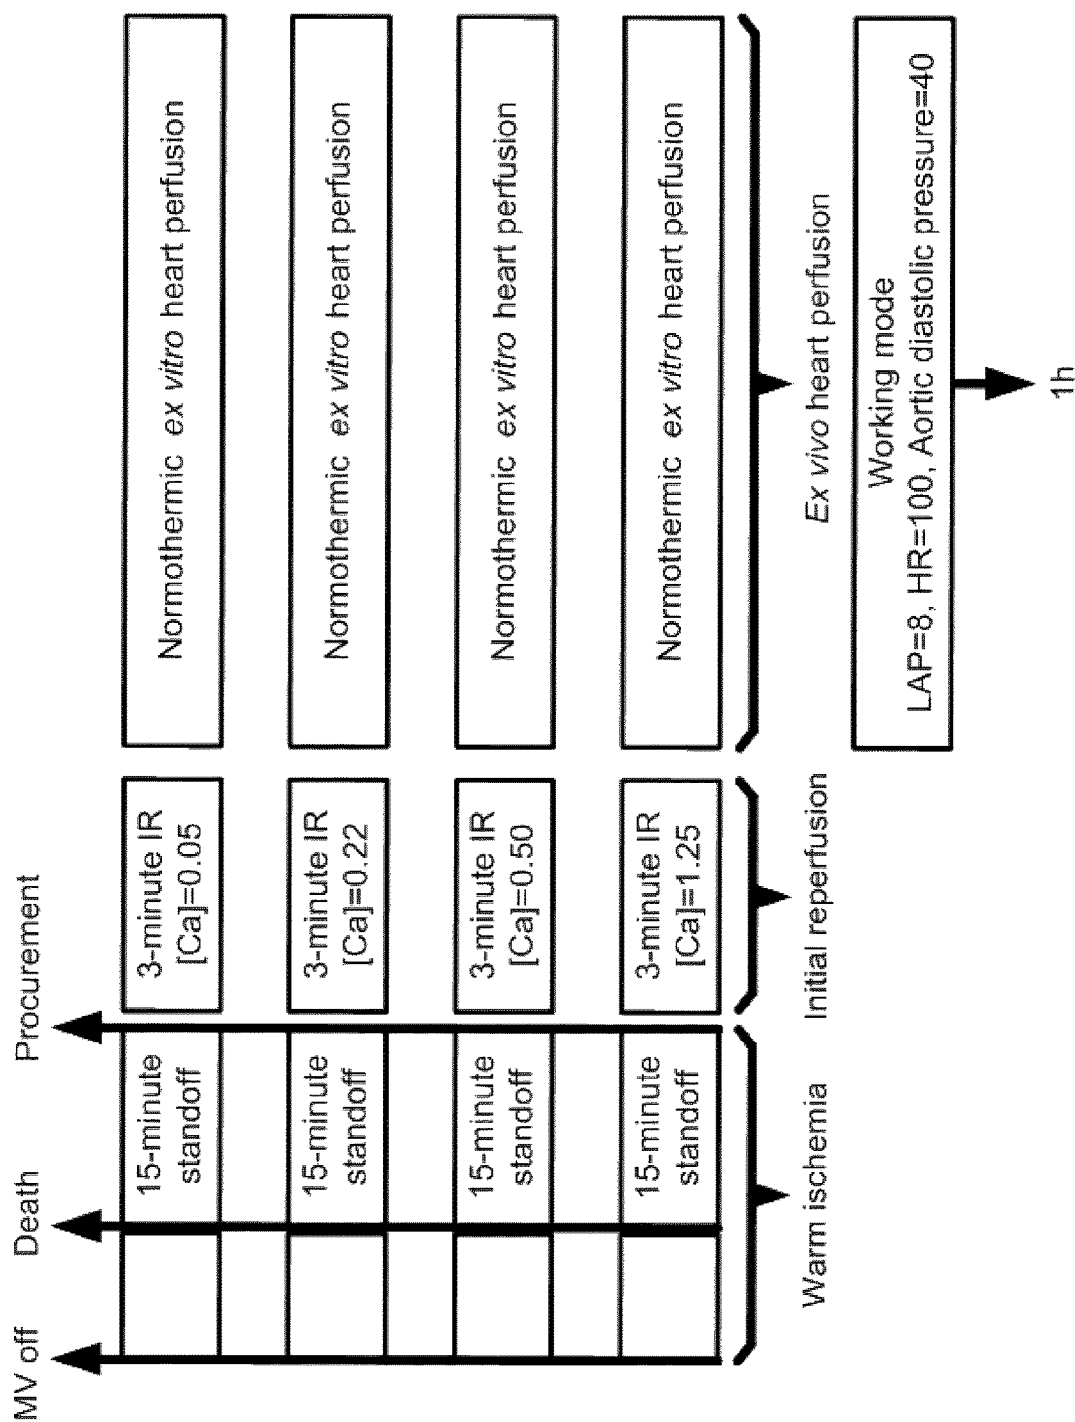 MV off
Death
Procurement
15-minute
standoff
3-minute IR
[Ca]=0.05
Normothermic ex vitro heart perfusion
15-minute
standoff
3-minute IR
[Ca]=0.22
Normothermic ex vitro heart perfusion
15-minute
standoff
3-minute IR
[Ca]=0.50
Normothermic ex vitro heart perfusion
15-minute
standoff
3-minute IR
[Ca]=1.25
Normothermic ex vitro heart perfusion
Warm ischemia
Initial reperfusion
Ex vivo heart perfusion
Working mode
LAP=8, HR=100, Aortic diastolic pressure=40
1h